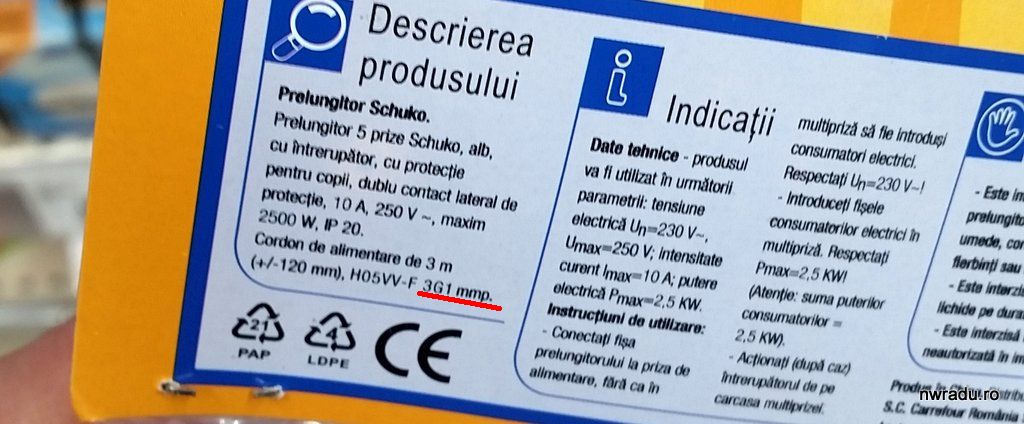 Descrierea
produsului
Prelungitor Schuko.
Prelungitor 5 prize Schuko, alb,
cu întrerupător, cu protecție
pentru copii, dublu contact lateral de
protecție, 10 A, 250 V ~, maxim
2500 W, IP 20.
Cordon de alimentare de 3 m
(+/-120 mm), H05VV-F 3G1 mmp.
21
PAP
4
LDPE
CE
Indicații
Date tehnice - produsul
va fi utilizat în următorii
parametrii: tensiune
electrică Un=230 V~,
Umax=250 V; intensitate
curent Imax=10 A; putere
electrică Pmax=2,5 KW.
Instrucțiuni de utilizare:
- Conectați fișa
prelungitorului la priza de
alimentare, fără ca în
multipriză să fie introduși
consumatori electrici.
Respectați Un=230 V~!
- Introduceți fișele
consumatorilor electrici în
multipriză. Respectați
Pmax=2,5 KW!
(Atenție: suma puterilor
consumatorilor =
2,5 KW).
- Acționați (după caz)
întrerupătorul de pe
carcasa multiprizei.
- Este
prelungito
umede, co
fierbinți sau
- Este interzis
lichide pe dura
- Este interzisă
neautorizată în
Produs în
S.C. Carrefour România
nwradu.ro